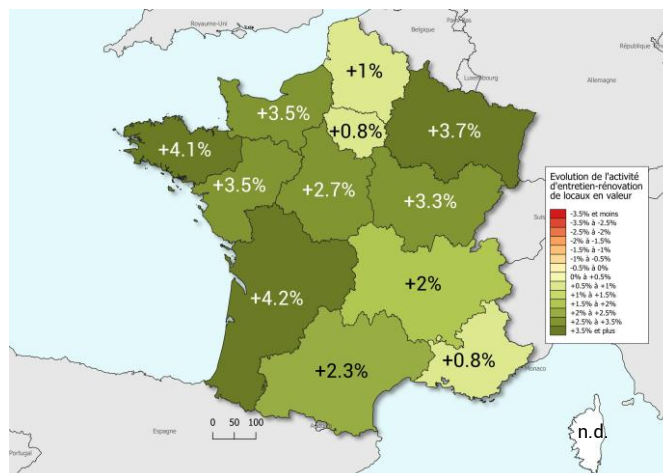 Royaume-Uni
Belgique
Pays-Bas
République
Luxembourg
Allemagne
+1%
+3.5%
+0.8%
+3.7%
+4.1%
+3.5%
+2.7%
+3.3%
Evolution de l'activité
d'entretien-rénovation
de locaux en valeur
-3.5% et moins
-3.5% à -2.5%
-2.5% à -2%
-2% à -1.5%
-1.5% à -1%
-1% à -0.5%
-0.5% à 0%
0% à +0.5%
+0.5% à +1%
+1% à +1.5%
+1.5% à +2%
+2% à +2.5%
+2.5% à +3.5%
+3.5% et plus
+4.2%
+2%
+2.3%
+0.8%
Monaco
n.d.
0 50 100
Espagne
Portugal